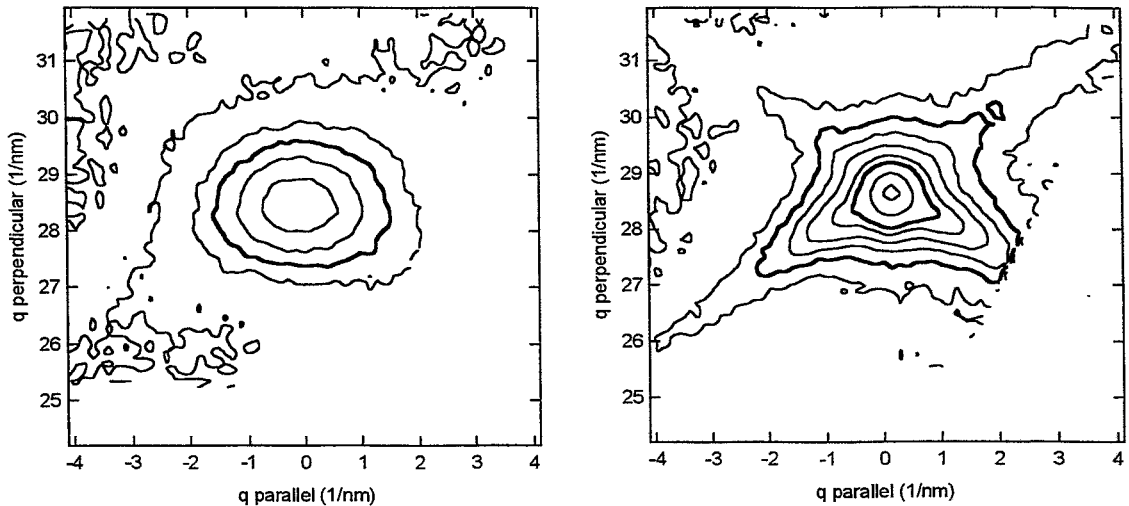 q perpendicular (1/nm)
31
30
29
28
27
26
25
-4 -3 -2 -1 0 1 2 3 4
q parallel (1/nm)
q perpendicular (1/nm)
31
30
29
28
27
26
25
-4 -3 -2 -1 0 1 2 3 4
q parallel (1/nm)